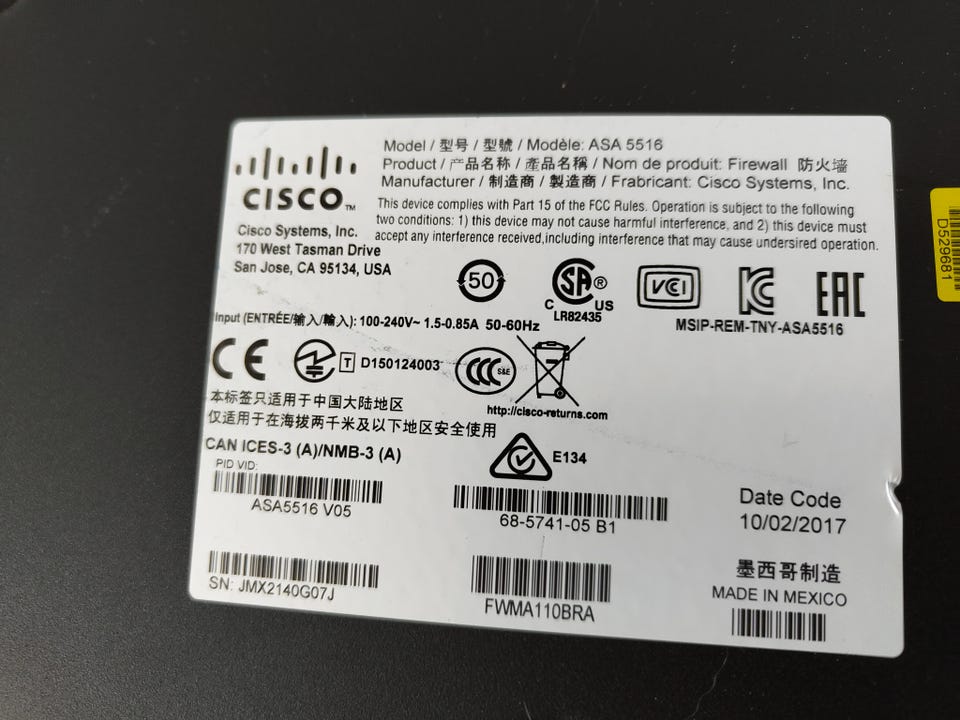 Model / 型号 / 型號 / Modèle: ASA 5516
Product / 产品名称 / 產品名稱 / Nom de produit: Firewall 防火墙
Manufacturer / 制造商 / 製造商 / Frabricant: Cisco Systems, Inc.
CISCO™
This device complies with Part 15 of the FCC Rules. Operation is subject to the following
two conditions: 1) this device may not cause harmful interference, and 2) this device must
accept any interference received,including interference that may cause undersired operation.
Cisco Systems, Inc.
170 West Tasman Drive
San Jose, CA 95134, USA
50
C SA ® US
LR82435
VCI
KC
EAC
MSIP-REM-TNY-ASA5516
Input (ENTRÉE/输入/輸入): 100-240V~ 1.5-0.85A 50-60Hz
CE
T D150124003
CCC S&E
http://cisco-returns.com
本标签只适用于中国大陆地区
仅适用于在海拔两千米及以下地区安全使用
CAN ICES-3 (A)/NMB-3 (A)
E134
PID VID:
ASA5516 V05
68-5741-05 B1
Date Code
10/02/2017
SN: JMX2140G07J
FWMA110BRA
墨西哥制造
MADE IN MEXICO
D529681